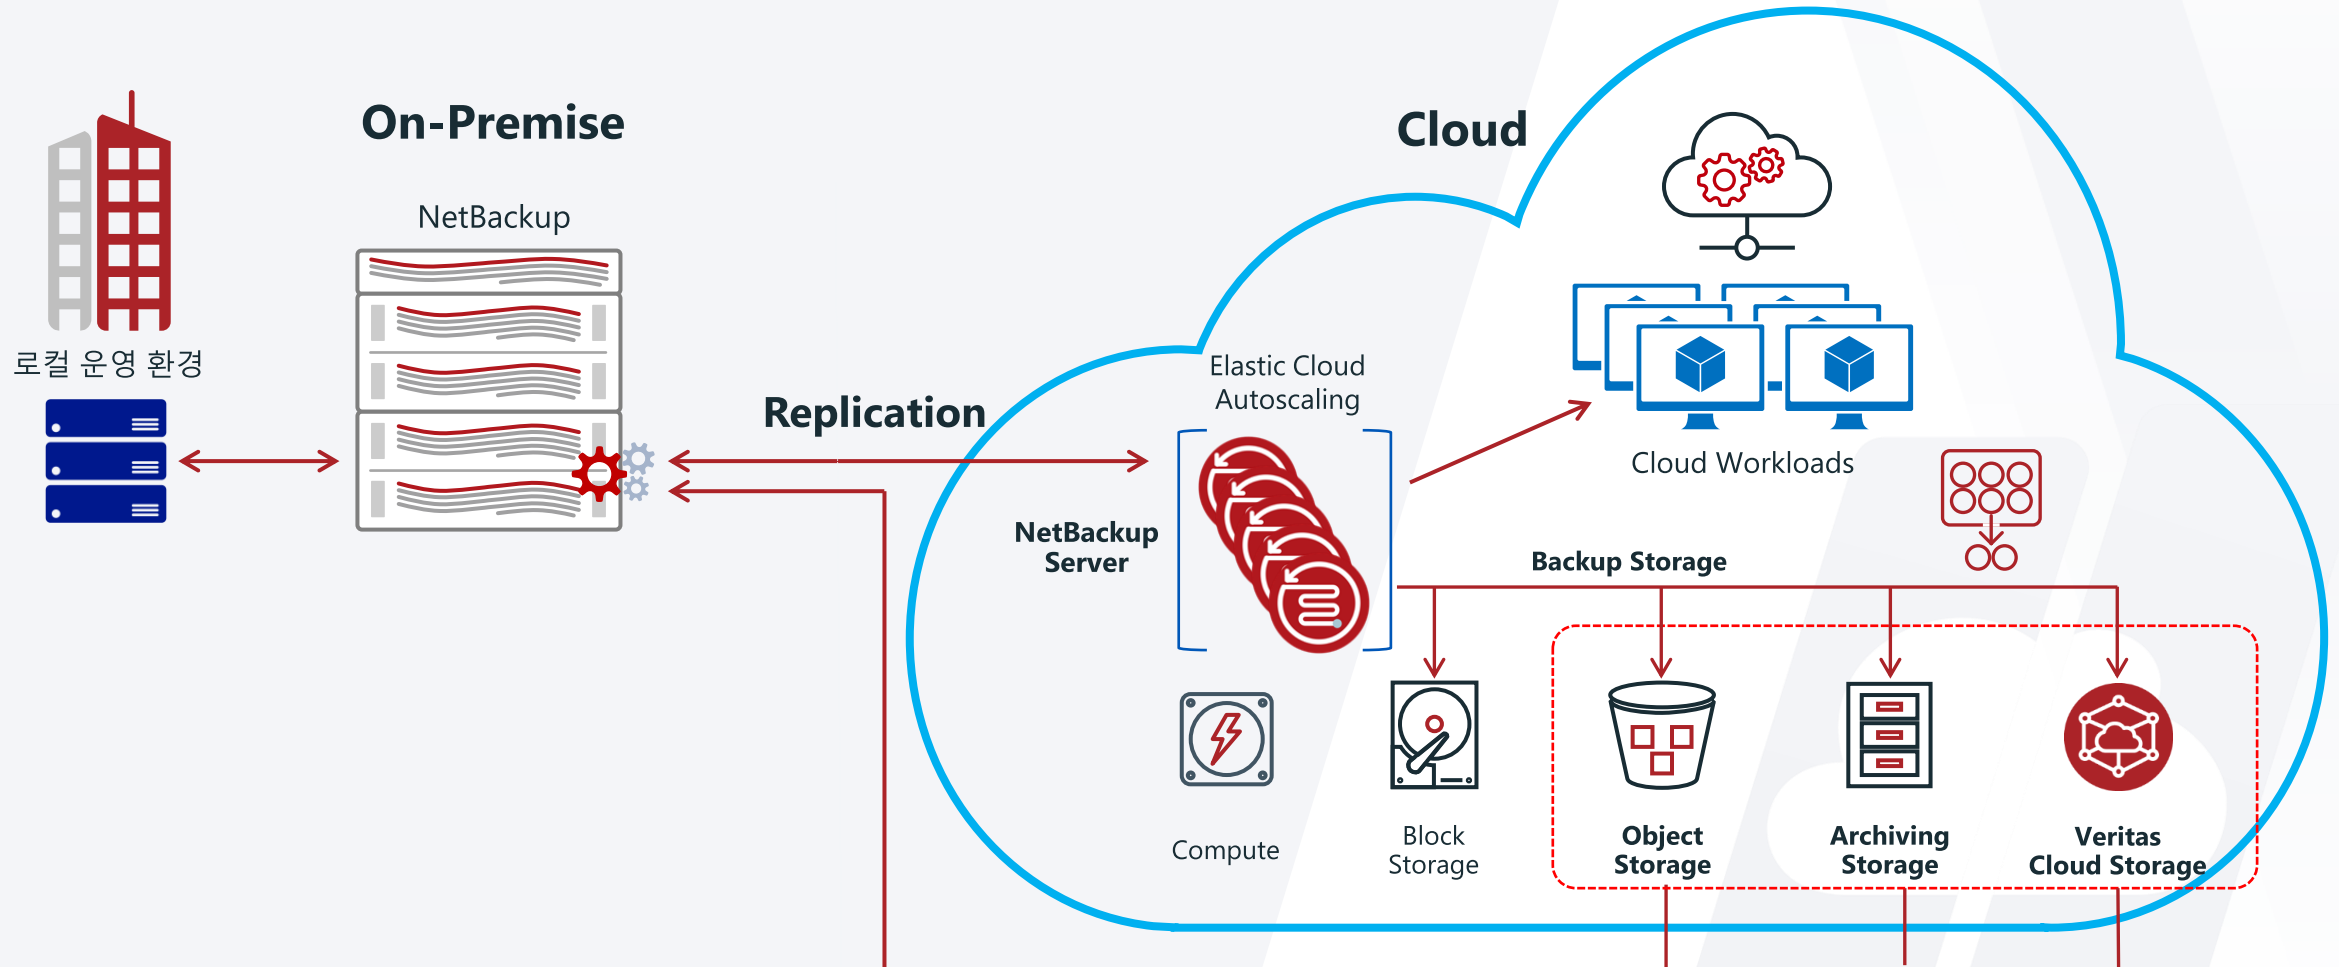 On-Premise
NetBackup
로컬 운영 환경
Replication
Cloud
Elastic Cloud
Autoscaling
NetBackup
Server
Cloud Workloads
Backup Storage
Compute
Block
Storage
Object
Storage
Archiving
Storage
Veritas
Cloud Storage